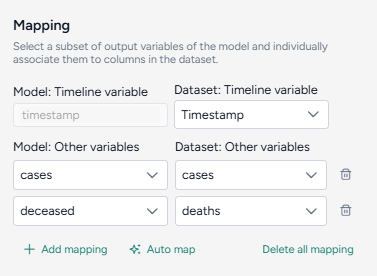 Mapping
Select a subset of output variables of the model and individually
associate them to columns in the dataset.
Model: Timeline variable
Dataset: Timeline variable
timestamp
Timestamp
Model: Other variables
Dataset: Other variables
cases
cases
deceased
deaths
Add mapping
Auto map
Delete all mapping